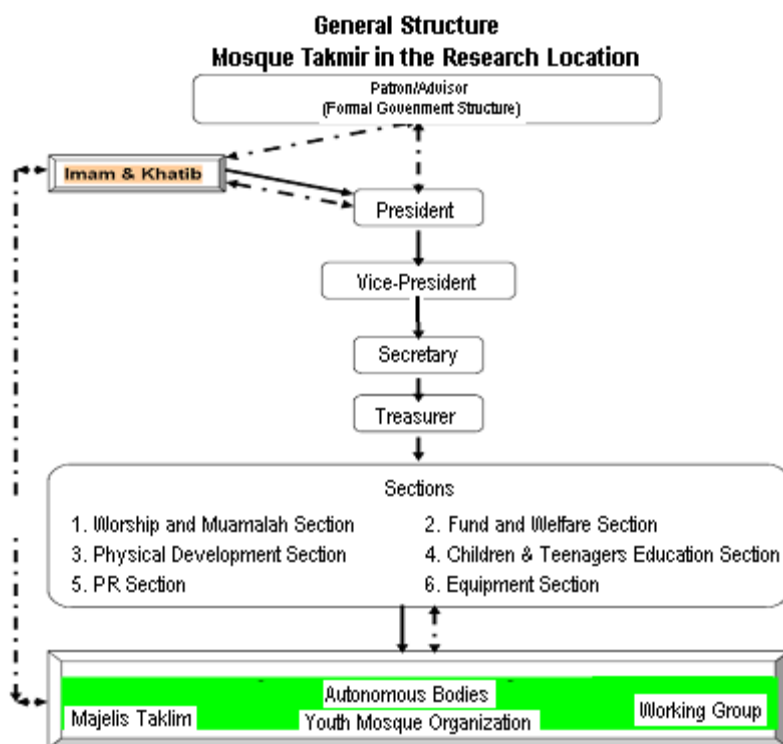 General Structure
Mosque Takmir in the Research Location
Patron/Advisor
(Formal Govenment Structure)
Imam & Khatib
President
Vice-President
Secretary
Treasurer
Sections
1. Worship and Muamalah Section 2. Fund and Welfare Section
3. Physical Development Section 4. Children & Teenagers Education Section
5. PR Section 6. Equipment Section
Autonomous Bodies
Majelis Taklim Youth Mosque Organization Working Group